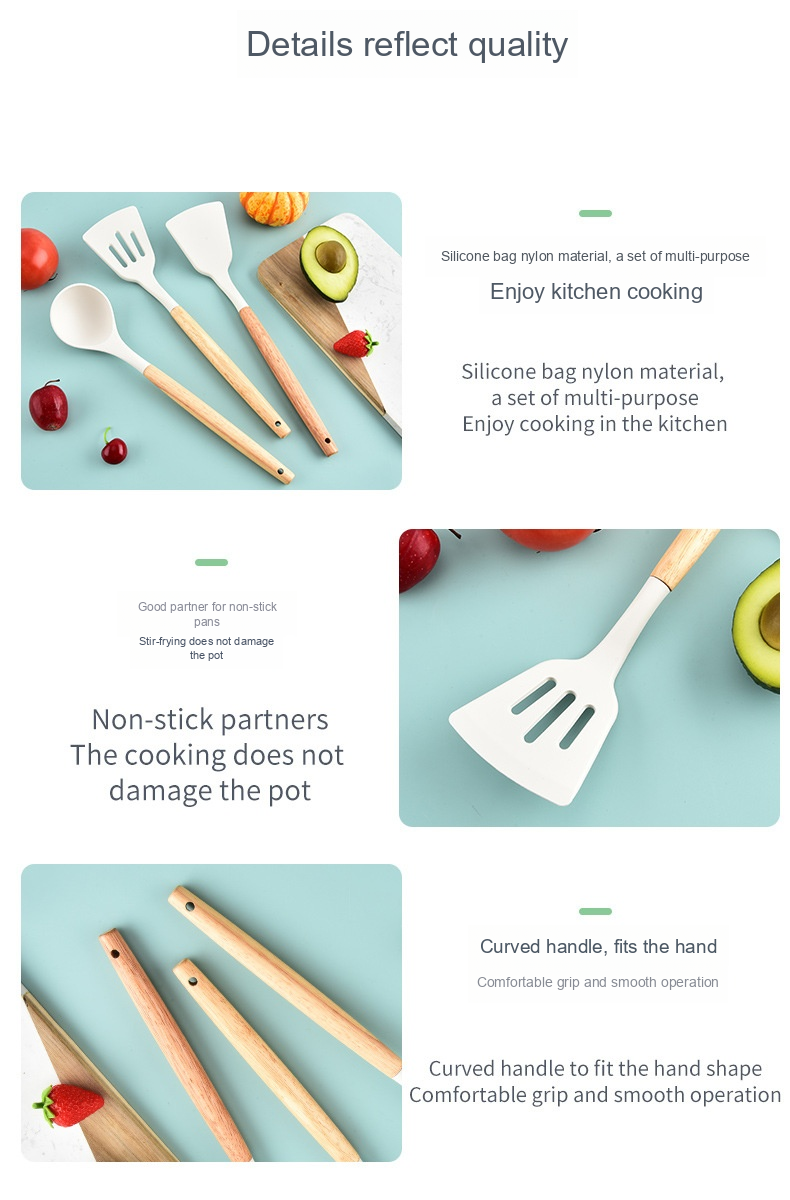 Details reflect quality
Silicone bag nylon material, a set of multi-purpose
Enjoy kitchen cooking
Silicone bag nylon material,
a set of multi-purpose
Enjoy cooking in the kitchen
Good partner for non-stick
pans
Stir-frying does not damage
the pot
Non-stick partners
The cooking does not
damage the pot
Curved handle, fits the hand
Comfortable grip and smooth operation
Curved handle to fit the hand shape
Comfortable grip and smooth operation